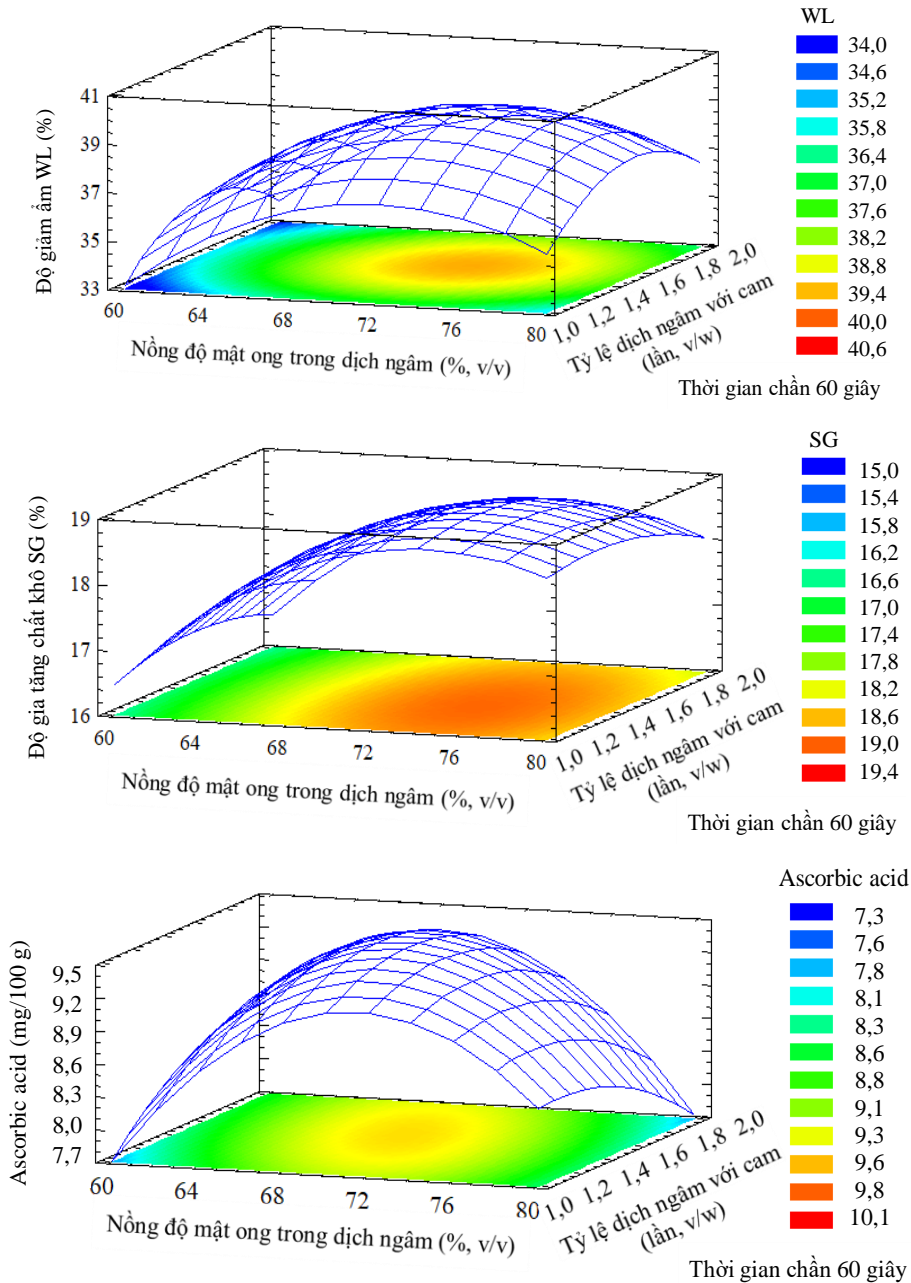 WL
34,0
34,6
35,2
35,8
36,4
37,0
37,6
38,2
38,8
39,4
40,0
40,6
Độ giảm ẩm WL (%)
41
39
37
35
33
60 64 68 72 76 80
Nồng độ mật ong trong dịch ngâm (%, v/v)
1,0 1,2 1,4 1,6 1,8 2,0
Tỷ lệ dịch ngâm với cam
(lần, v/w)
Thời gian chần 60 giây
SG
15,0
15,4
15,8
16,2
16,6
17,0
17,4
17,8
18,2
18,6
19,0
19,4
Độ gia tăng chất khô SG (%)
19
18
17
16
60 64 68 72 76 80
Nồng độ mật ong trong dịch ngâm (%, v/v)
1,0 1,2 1,4 1,6 1,8 2,0
Tỷ lệ dịch ngâm với cam
(lần, v/w)
Thời gian chần 60 giây
Ascorbic acid
7,3
7,6
7,8
8,1
8,3
8,6
8,8
9,1
9,3
9,6
9,8
10,1
Ascorbic acid (mg/100 g)
9,5
9,2
8,9
8,6
8,3
8,0
7,7
60 64 68 72 76 80
Nồng độ mật ong trong dịch ngâm (%, v/v)
1,0 1,2 1,4 1,6 1,8 2,0
Tỷ lệ dịch ngâm với cam
(lần, v/w)
Thời gian chần 60 giây